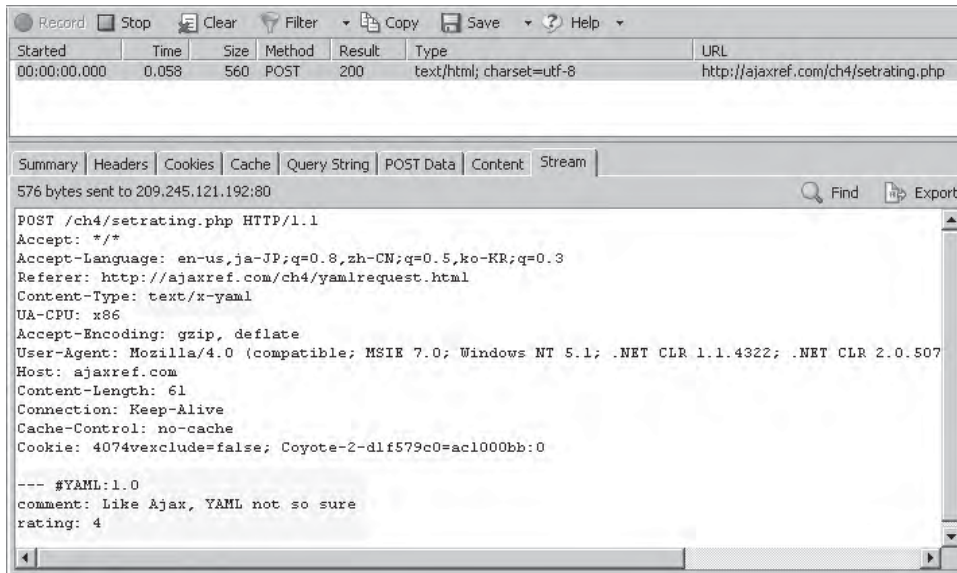 Record Stop Clear Filter Copy Save Help
Started Time Size Method Result Type URL
00:00:00.000 0.058 560 POST 200 text/html; charset=utf-8 http://ajaxref.com/ch4/setrating.php
Summary Headers Cookies Cache Query String POST Data Content Stream
576 bytes sent to 209.245.121.192:80 Find Export
POST /ch4/setrating.php HTTP/1.1
Accept: */*
Accept-Language: en-us,ja-JP;q=0.8,zh-CN;q=0.5,ko-KR;q=0.3
Referer: http://ajaxref.com/ch4/yamlrequest.html
Content-Type: text/x-yaml
UA-CPU: x86
Accept-Encoding: gzip, deflate
User-Agent: Mozilla/4.0 (compatible; MSIE 7.0; Windows NT 5.1; .NET CLR 1.1.4322; .NET CLR 2.0.507
Host: ajaxref.com
Content-Length: 61
Connection: Keep-Alive
Cache-Control: no-cache
Cookie: 4074vexclude=false; Coyote-2-d1f579c0=ac1000bb:0
--- #YAML:1.0
comment: Like Ajax, YAML not so sure
rating: 4